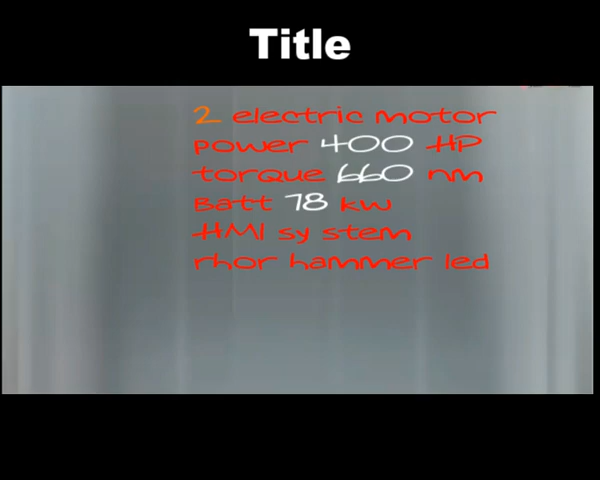 Title
2 electric motor
power 400 HP
torque 660 nm
Batt 78 kw
HMI sy stem
rhor hammer led